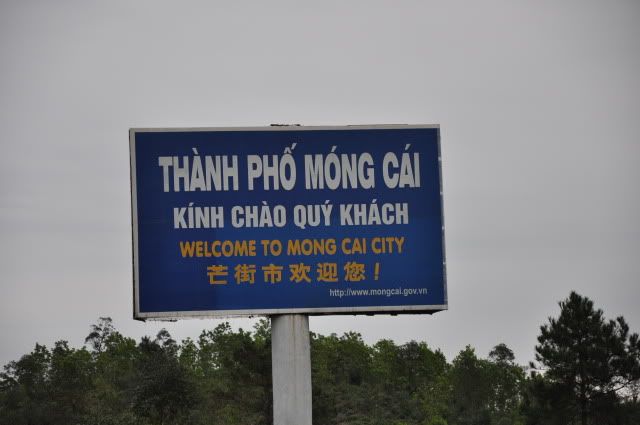 THÀNH PHỐ MÓNG CÁI
KÍNH CHÀO QUÝ KHÁCH
WELCOME TO MONG CAI CITY
芒街市欢迎您！
http://www.mongcai.gov.vn